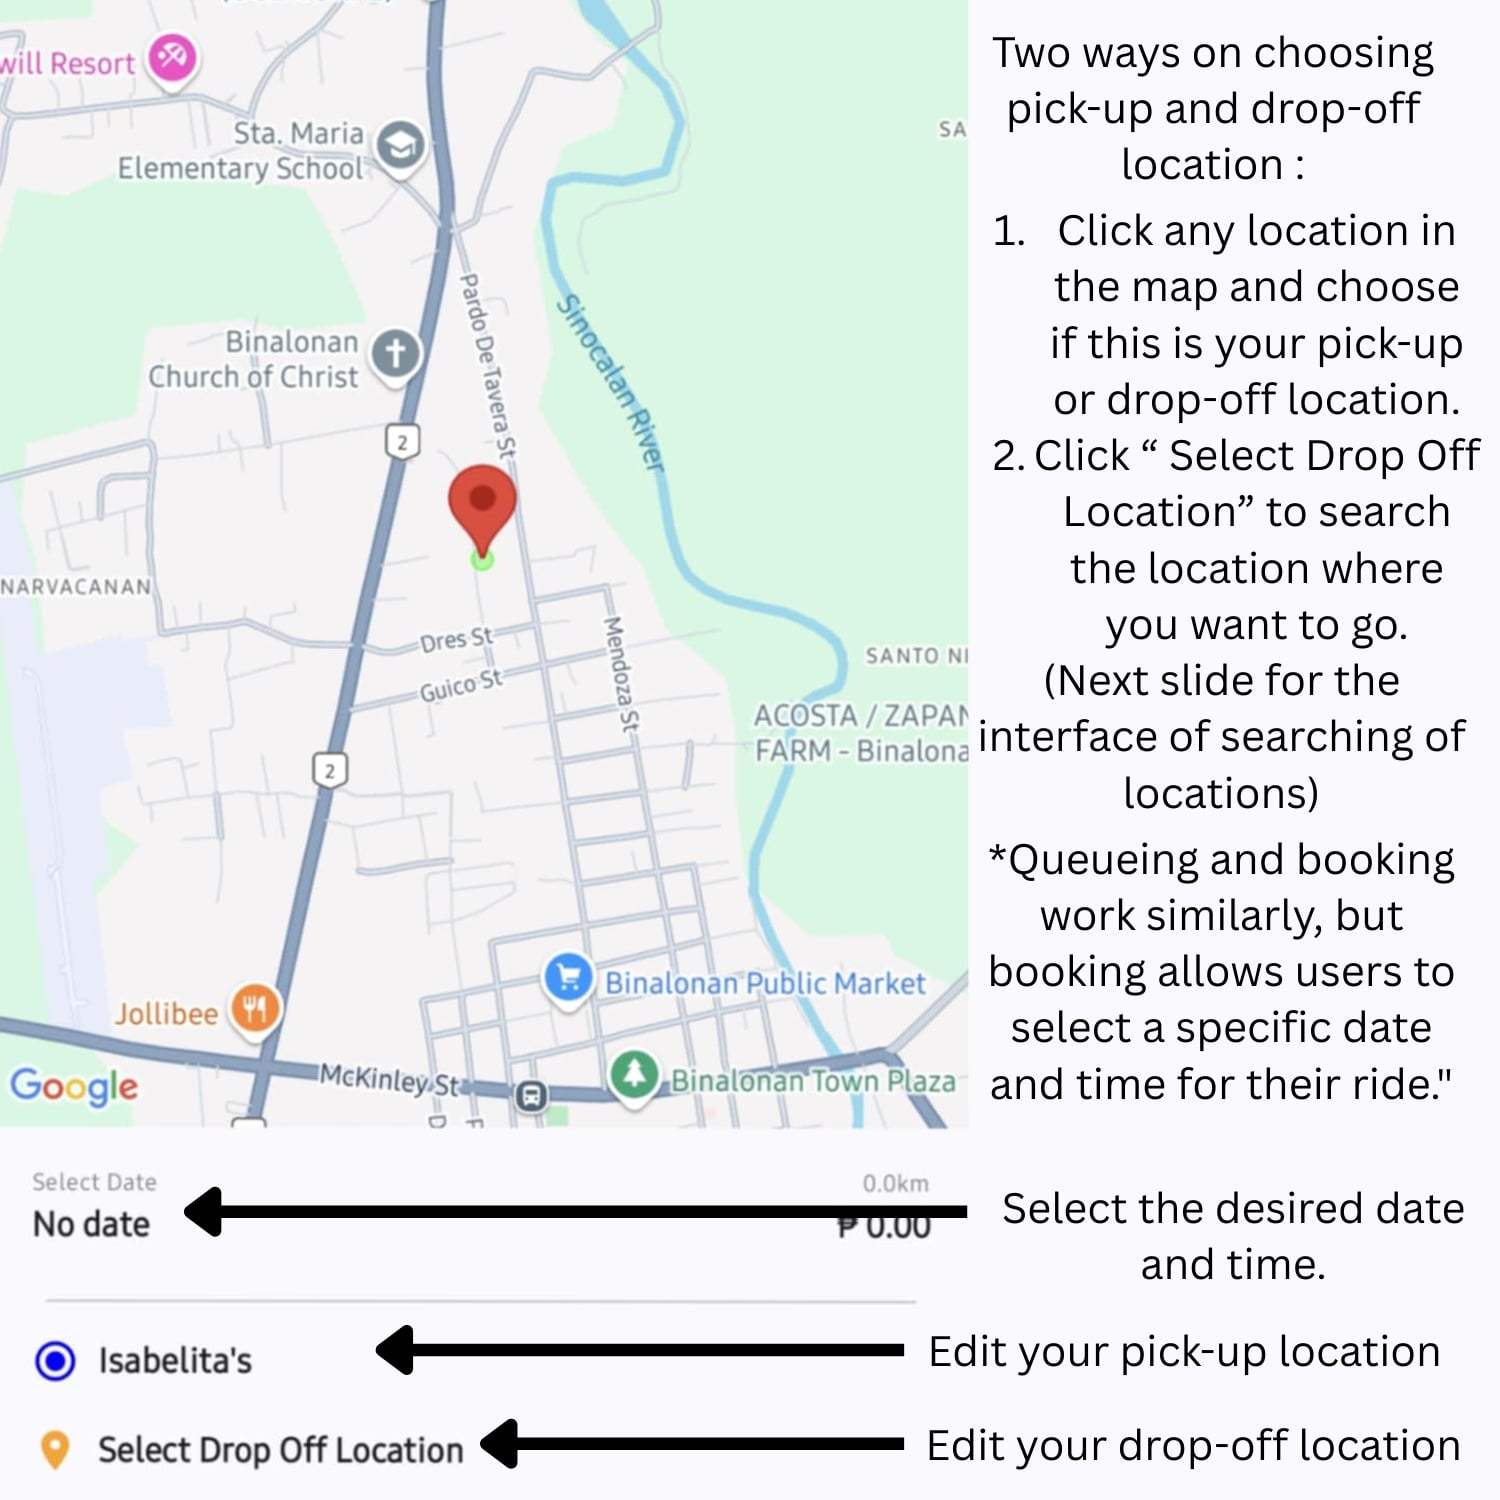 will Resort
Sta. Maria
Elementary School
SA
Pardo De Tavera St
Sinocalan River
Binalonan
Church of Christ
2
NARVACANAN
Dres St
Guico St
Mendoza St
SANTO NI
ACOSTA / ZAPAN
FARM - Binalona
2
Binalonan Public Market
Jollibee
Google
McKinley St
Binalonan Town Plaza
Two ways on choosing
pick-up and drop-off
location :
1. Click any location in
the map and choose
if this is your pick-up
or drop-off location.
2. Click “ Select Drop Off
Location” to search
the location where
you want to go.
(Next slide for the
interface of searching of
locations)
*Queueing and booking
work similarly, but
booking allows users to
select a specific date
and time for their ride."
Select Date
0.0km
No date
₱ 0.00
Select the desired date
and time.
Isabelita's
Edit your pick-up location
Select Drop Off Location
Edit your drop-off location